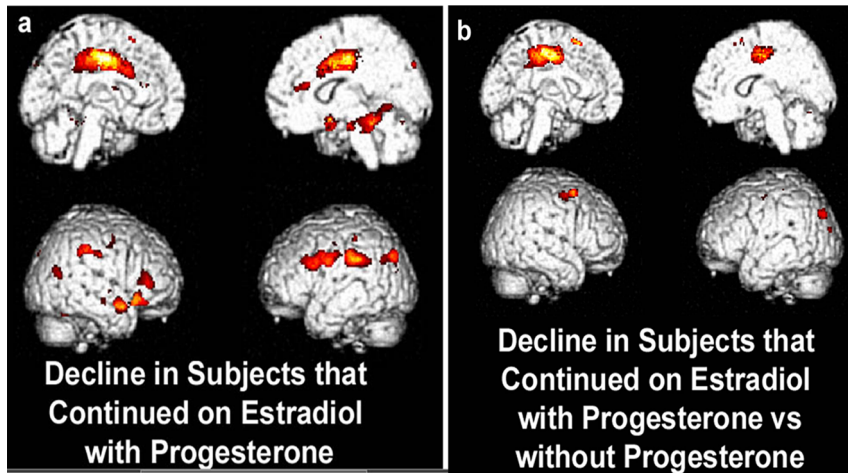 a
Decline in Subjects that
Continued on Estradiol
with Progesterone
b
Decline in Subjects that
Continued on Estradiol
with Progesterone vs
without Progesterone